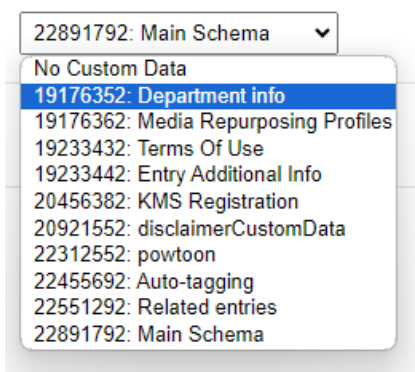 22891792: Main Schema
No Custom Data
19176352: Department info
19176362: Media Repurposing Profiles
19233432: Terms Of Use
19233442: Entry Additional Info
20456382: KMS Registration
20921552: disclaimerCustomData
22312552: powtoon
22455692: Auto-tagging
22551292: Related entries
22891792: Main Schema